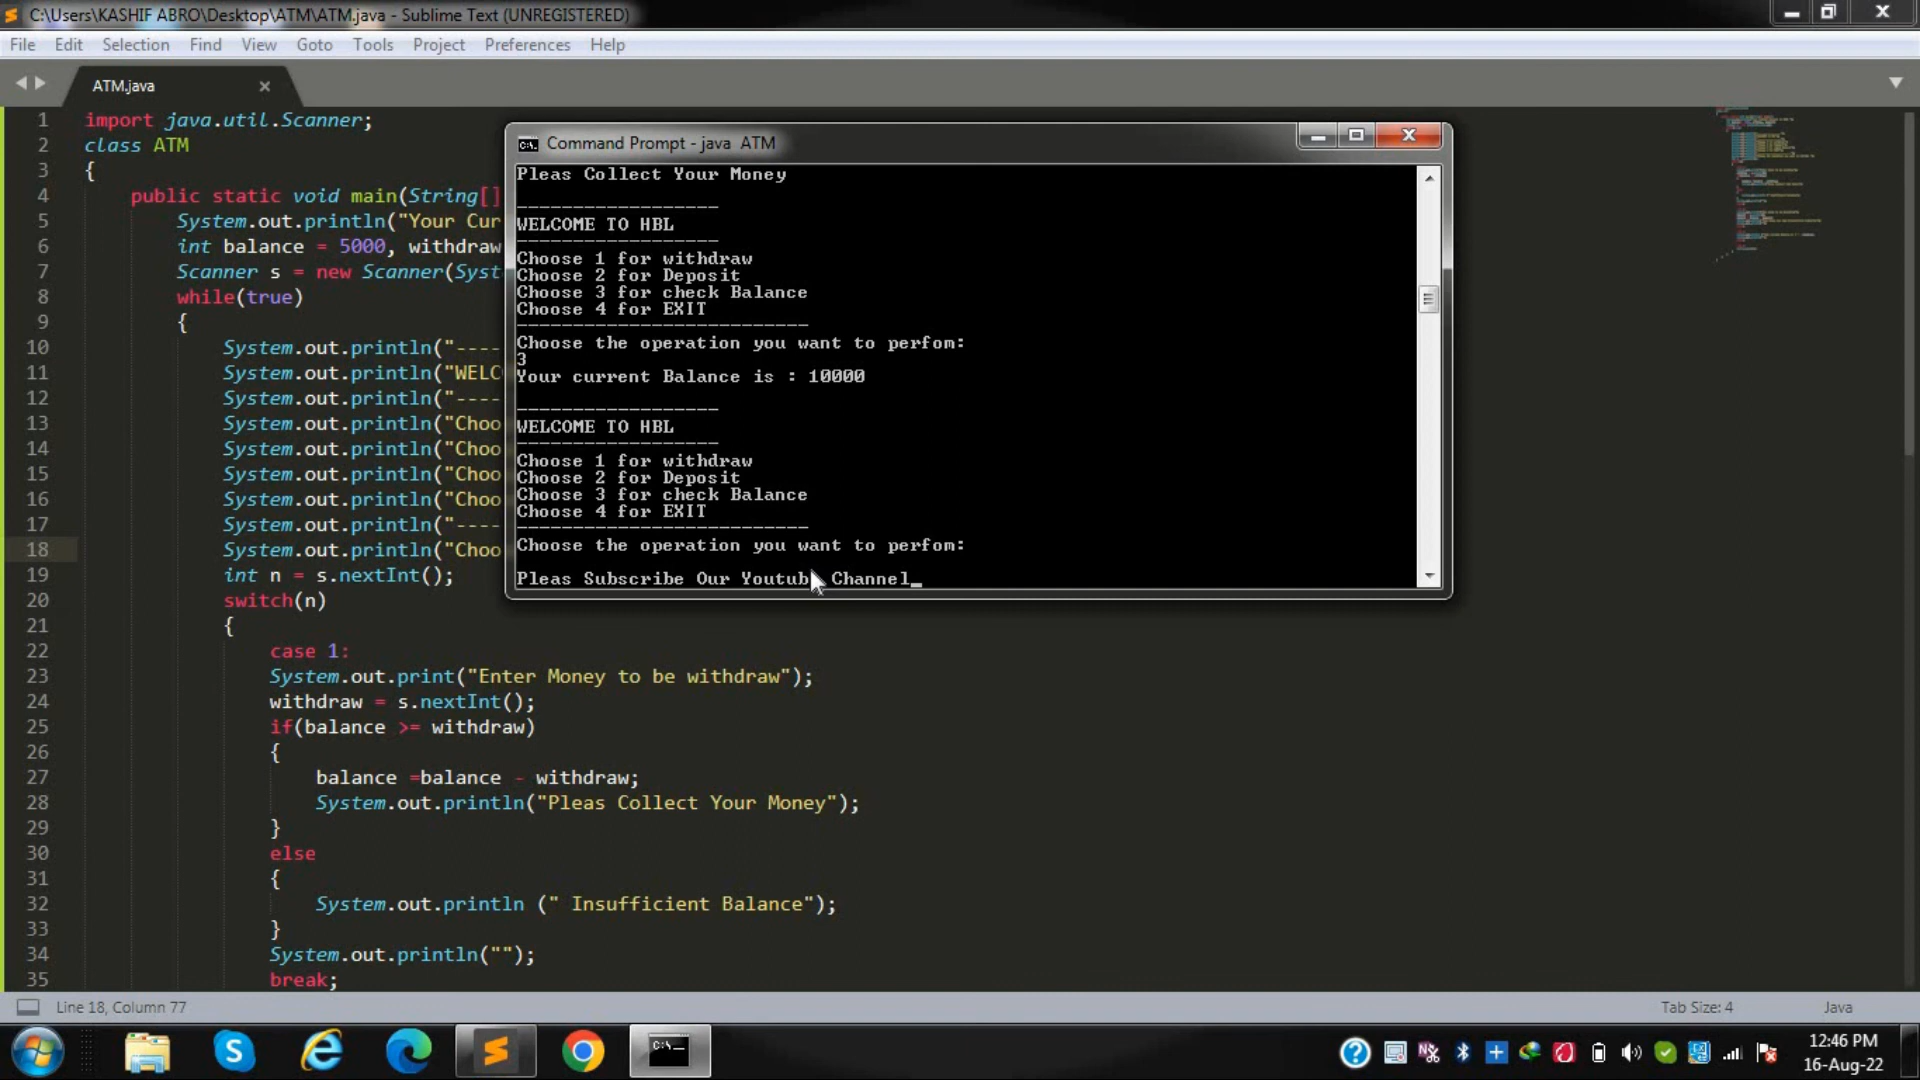 C:\Users\KASHIF ABRO\Desktop\ATM\ATM.java - Sublime Text (UNREGISTERED)
File Edit Selection Find View Goto Tools Project Preferences Help
ATM.java
1 import java.util.Scanner;
2 class ATM
3 {
4 public static void main(String[]
5 System.out.println("Your Cur
6 int balance = 5000, withdraw
7 Scanner s = new Scanner(Syst
8 while(true)
9 {
10 System.out.println("----
11 System.out.println("WELC
12 System.out.println("----
13 System.out.println("Choo
14 System.out.println("Choo
15 System.out.println("Choo
16 System.out.println("Choo
17 System.out.println("----
18 System.out.println("Choo
19 int n = s.nextInt();
20 switch(n)
21 {
22 case 1:
23 System.out.print("Enter Money to be withdraw");
24 withdraw = s.nextInt();
25 if(balance >= withdraw)
26 {
27 balance =balance - withdraw;
28 System.out.println("Pleas Collect Your Money");
29 }
30 else
31 {
32 System.out.println (" Insufficient Balance");
33 }
34 System.out.println("");
35 break;
Command Prompt - java  ATM
Pleas Collect Your Money
------------------
WELCOME TO HBL
------------------
Choose 1 for withdraw
Choose 2 for Deposit
Choose 3 for check Balance
Choose 4 for EXIT
--------------------------
Choose the operation you want to perfom:
3
Your current Balance is : 10000
------------------
WELCOME TO HBL
------------------
Choose 1 for withdraw
Choose 2 for Deposit
Choose 3 for check Balance
Choose 4 for EXIT
--------------------------
Choose the operation you want to perfom:
Pleas Subscribe Our Youtube Channel_
Line 18, Column 77
Tab Size: 4
Java
12:46 PM
16-Aug-22